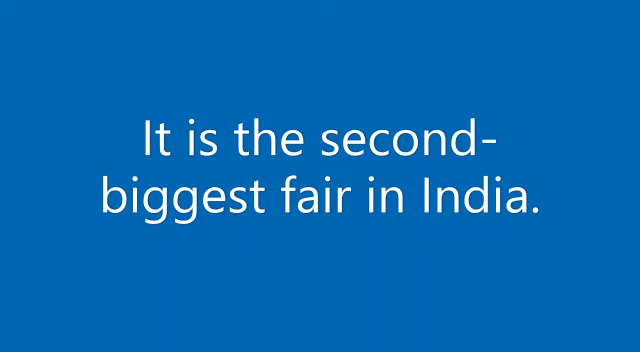 It is the second-
biggest fair in India.